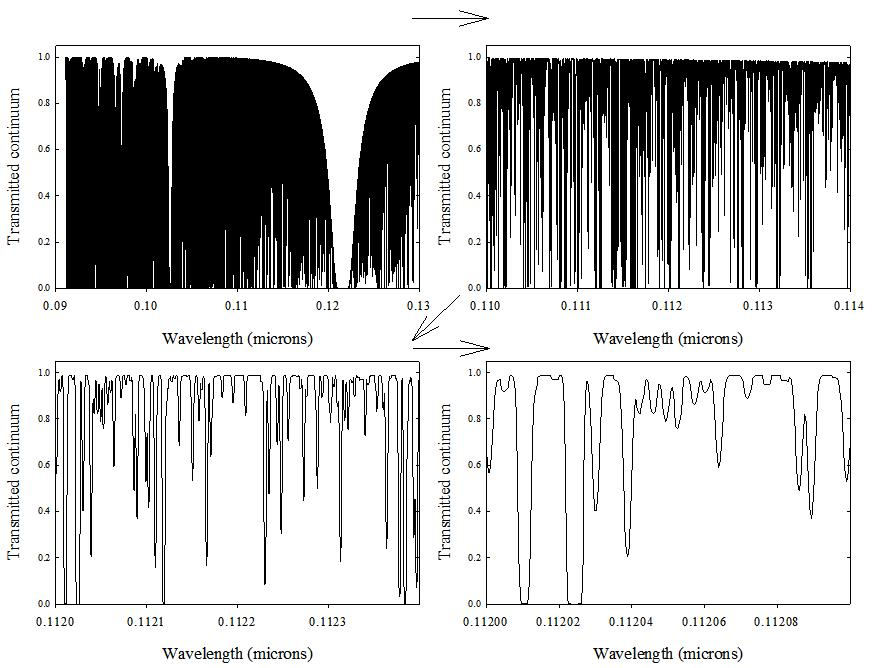 Transmitted continuum
1.0
0.8
0.6
0.4
0.2
0.0
0.09 0.10 0.11 0.12 0.13
Wavelength (microns)
Transmitted continuum
1.0
0.8
0.6
0.4
0.2
0.0
0.110 0.111 0.112 0.113 0.114
Wavelength (microns)
Transmitted continuum
1.0
0.8
0.6
0.4
0.2
0.0
0.1120 0.1121 0.1122 0.1123
Wavelength (microns)
Transmitted continuum
1.0
0.8
0.6
0.4
0.2
0.0
0.11200 0.11202 0.11204 0.11206 0.11208
Wavelength (microns)